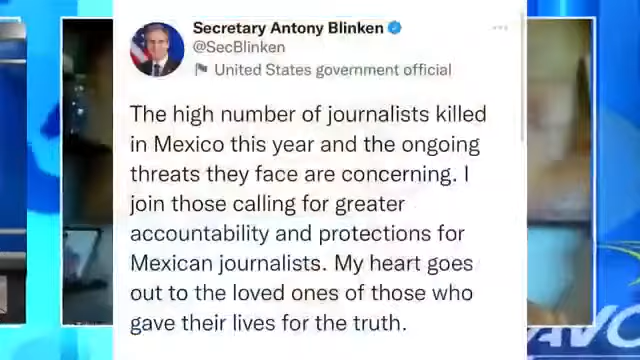 Secretary Antony Blinken
@SecBlinken
United States government official
The high number of journalists killed
in Mexico this year and the ongoing
threats they face are concerning. I
join those calling for greater
accountability and protections for
Mexican journalists. My heart goes
out to the loved ones of those who
gave their lives for the truth.